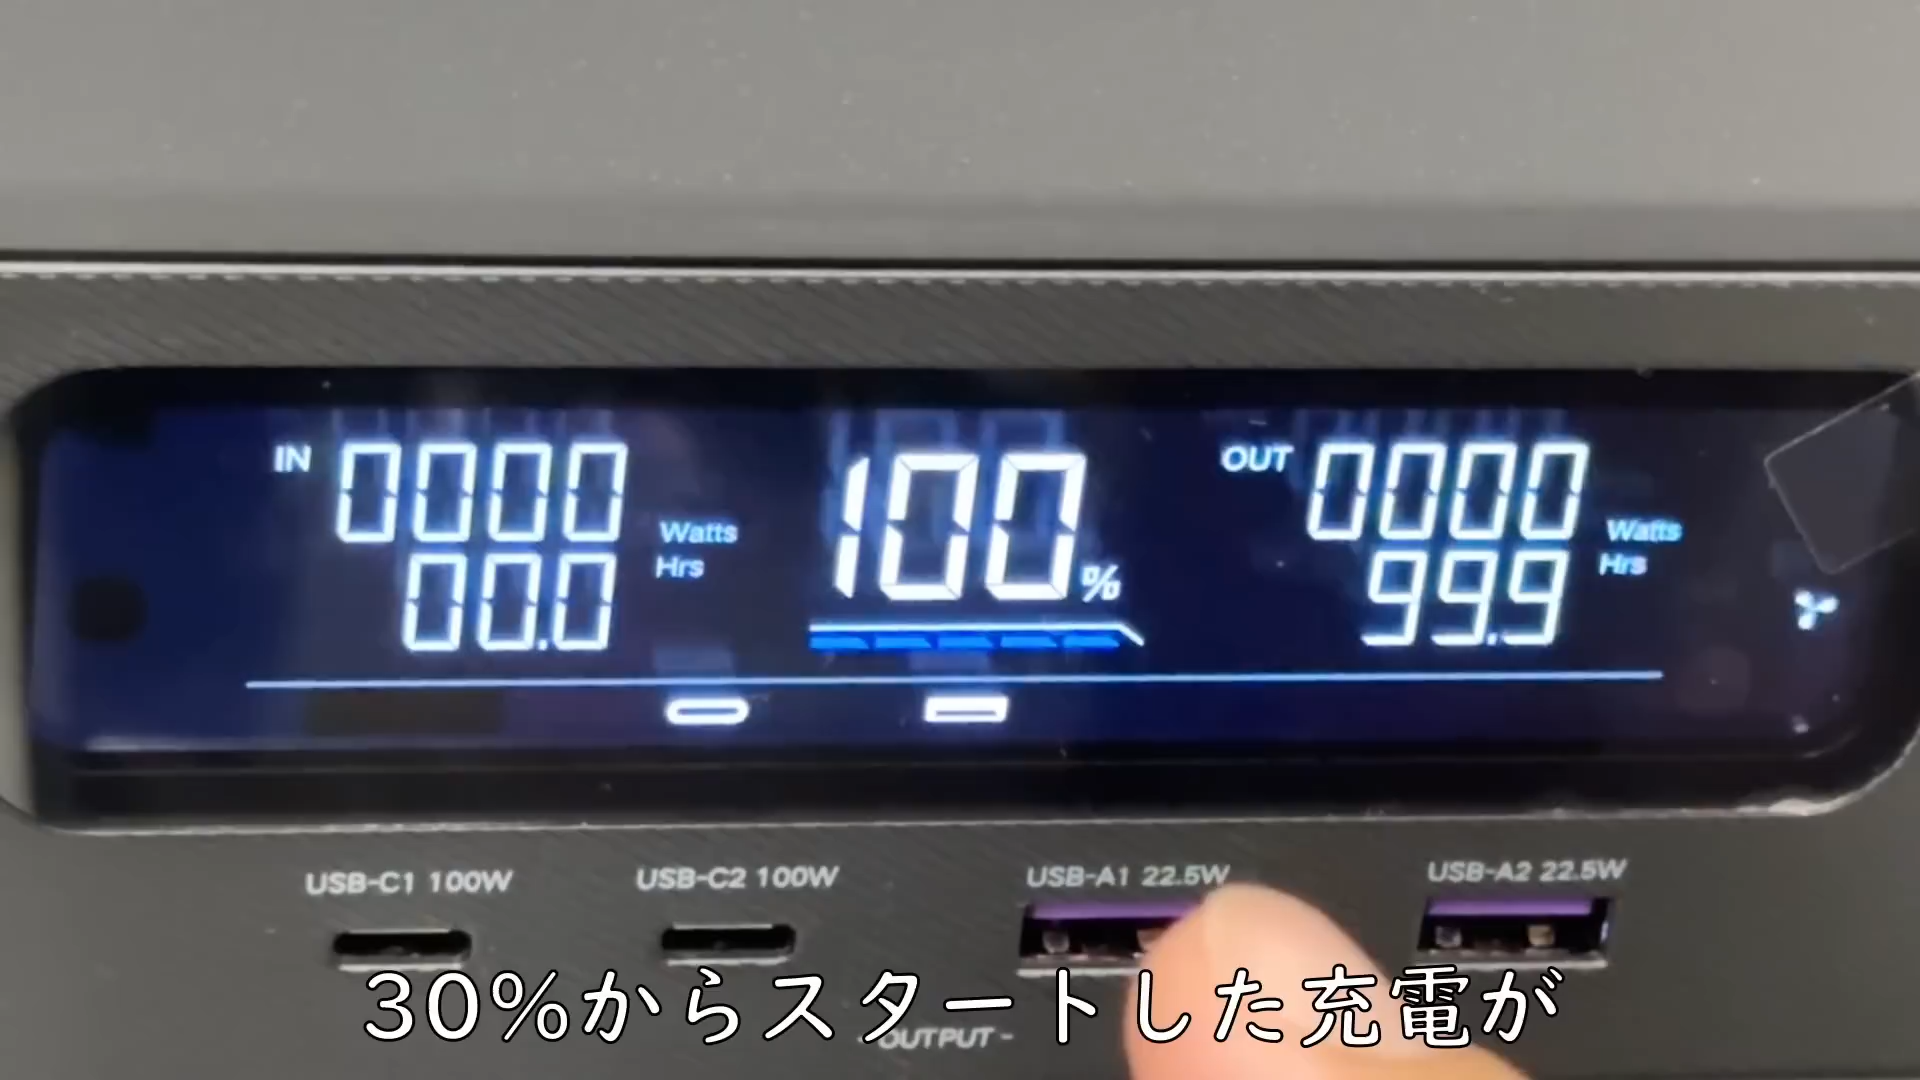 IN 0000 Watts
00.0 Hrs
100%
OUT 0000 Watts
99.9 Hrs
USB-C1 100W
USB-C2 100W
USB-A1 22.5W
USB-A2 22.5W
30%からスタートした充電が
- OUTPUT -